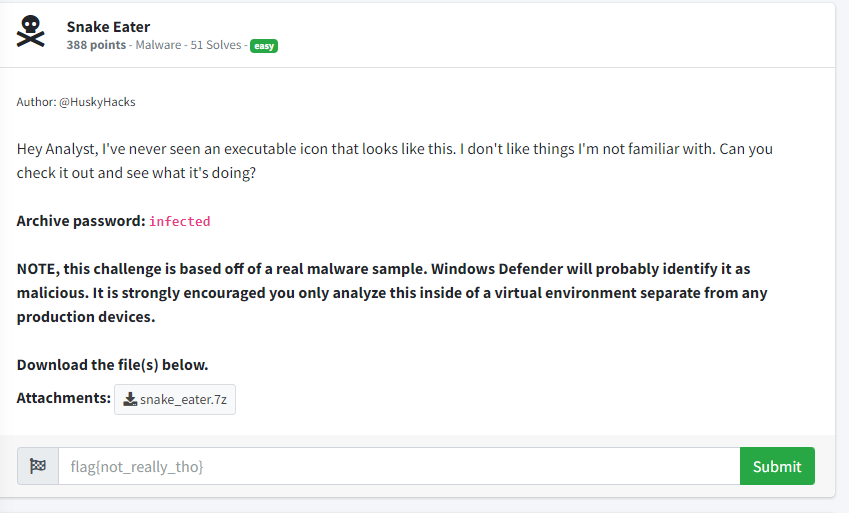 Snake Eater
388 points - Malware - 51 Solves - easy
Author: @HuskyHacks
Hey Analyst, I've never seen an executable icon that looks like this. I don't like things I'm not familiar with. Can you
check it out and see what it's doing?
Archive password: infected
NOTE, this challenge is based off of a real malware sample. Windows Defender will probably identify it as
malicious. It is strongly encouraged you only analyze this inside of a virtual environment separate from any
production devices.
Download the file(s) below.
Attachments: snake_eater.7z
flag{not_really_tho} Submit